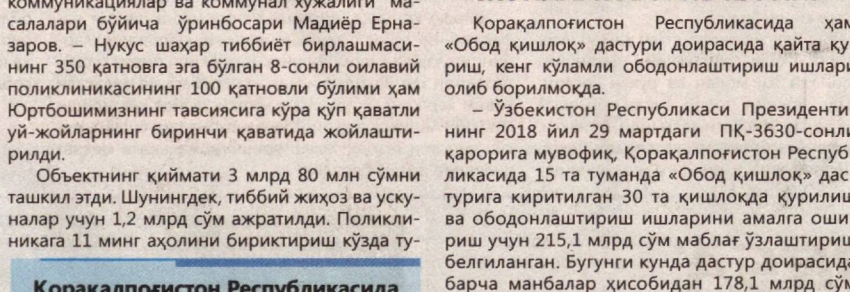 коммуникациялар ва коммунал хўжалиги ма-
салалари бўйича ўринбосари Мадиёр Ерна-
заров. – Нукус шаҳар тиббиёт бирлашмаси-
нинг 350 қатновга эга бўлган 8-сонли оилавий
поликлиникасининг 100 қатновли бўлими ҳам
Юртбошимизнинг тавсиясига кўра кўп қаватли
уй-жойларнинг биринчи қаватида жойлашти-
рилди.
Объектнинг қиймати 3 млрд 80 млн сўмни
ташкил этди. Шунингдек, тиббий жиҳоз ва уску-
налар учун 1,2 млрд сўм ажратилди. Поликли-
никага 11 минг аҳолини бириктириш кўзда ту-
Қорақалпоғистон Республикасида
Қорақалпоғистон Республикасида ҳам
«Обод қишлоқ» дастури доирасида қайта қу-
риш, кенг кўламли ободонлаштириш ишлари
олиб борилмоқда.
– Ўзбекистон Республикаси Президенти-
нинг 2018 йил 29 мартдаги ПҚ-3630-сонли
қарорига мувофиқ, Қорақалпоғистон Респуб-
ликасида 15 та туманда «Обод қишлоқ» дас-
турига киритилган 30 та қишлоқда қурилиш
ва ободонлаштириш ишларини амалга оши-
риш учун 215,1 млрд сўм маблағ ўзлаштириш
белгиланган. Бугунги кунда дастур доирасида
барча манбалар ҳисобидан 178,1 млрд сўм